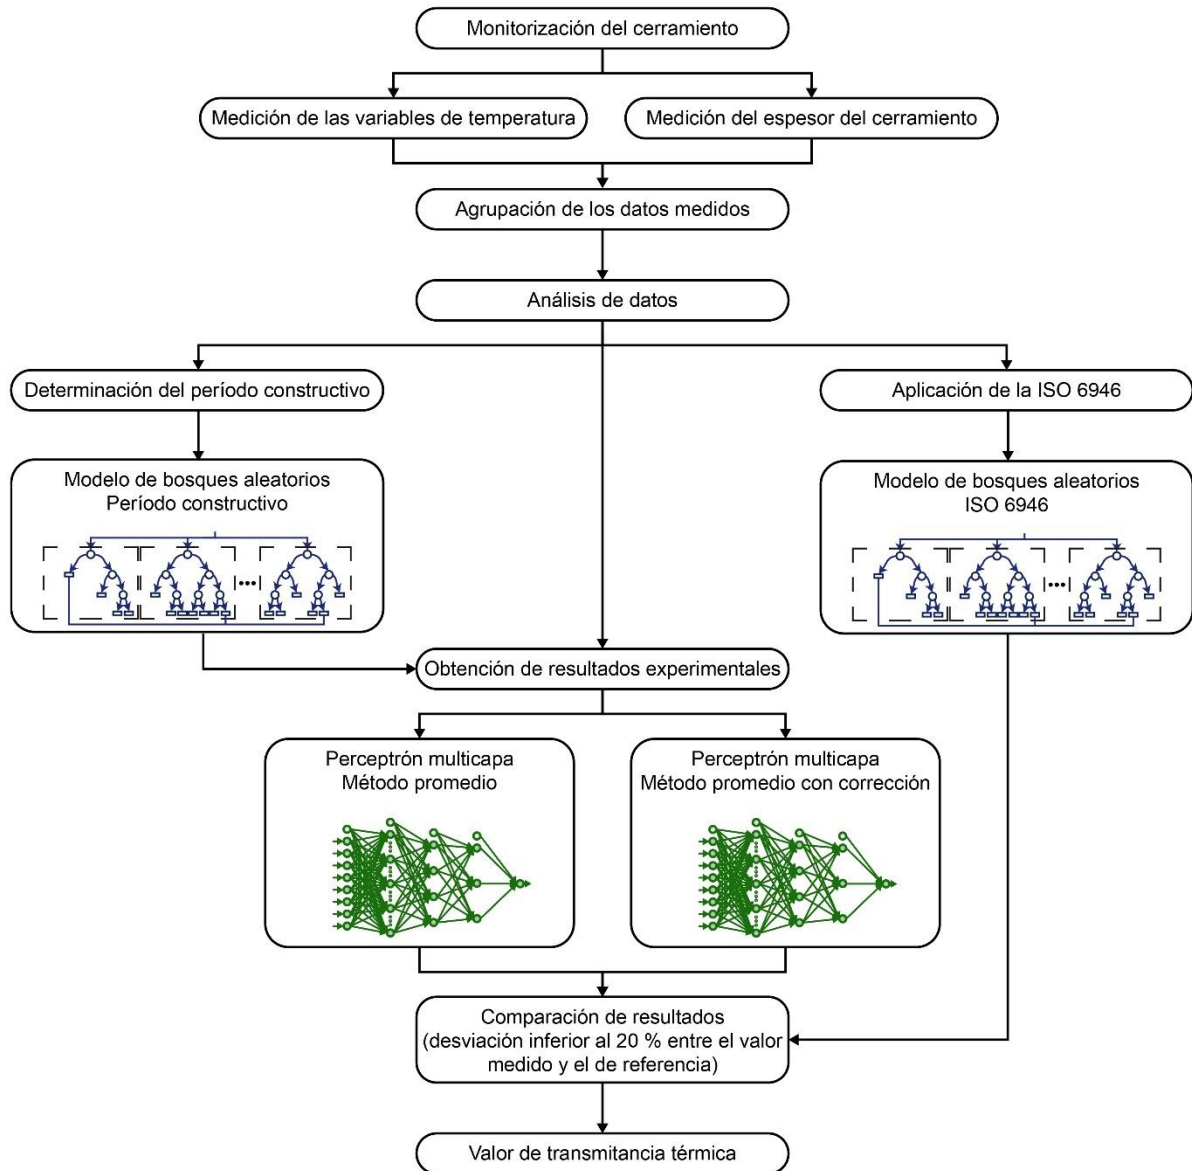 Monitorización del cerramiento
Medición de las variables de temperatura
Medición del espesor del cerramiento
Agrupación de los datos medidos
Análisis de datos
Determinación del período constructivo
Aplicación de la ISO 6946
Modelo de bosques aleatorios
Período constructivo
Modelo de bosques aleatorios
ISO 6946
Obtención de resultados experimentales
Perceptrón multicapa
Método promedio
Perceptrón multicapa
Método promedio con corrección
Comparación de resultados
(desviación inferior al 20 % entre el valor
medido y el de referencia)
Valor de transmitancia térmica